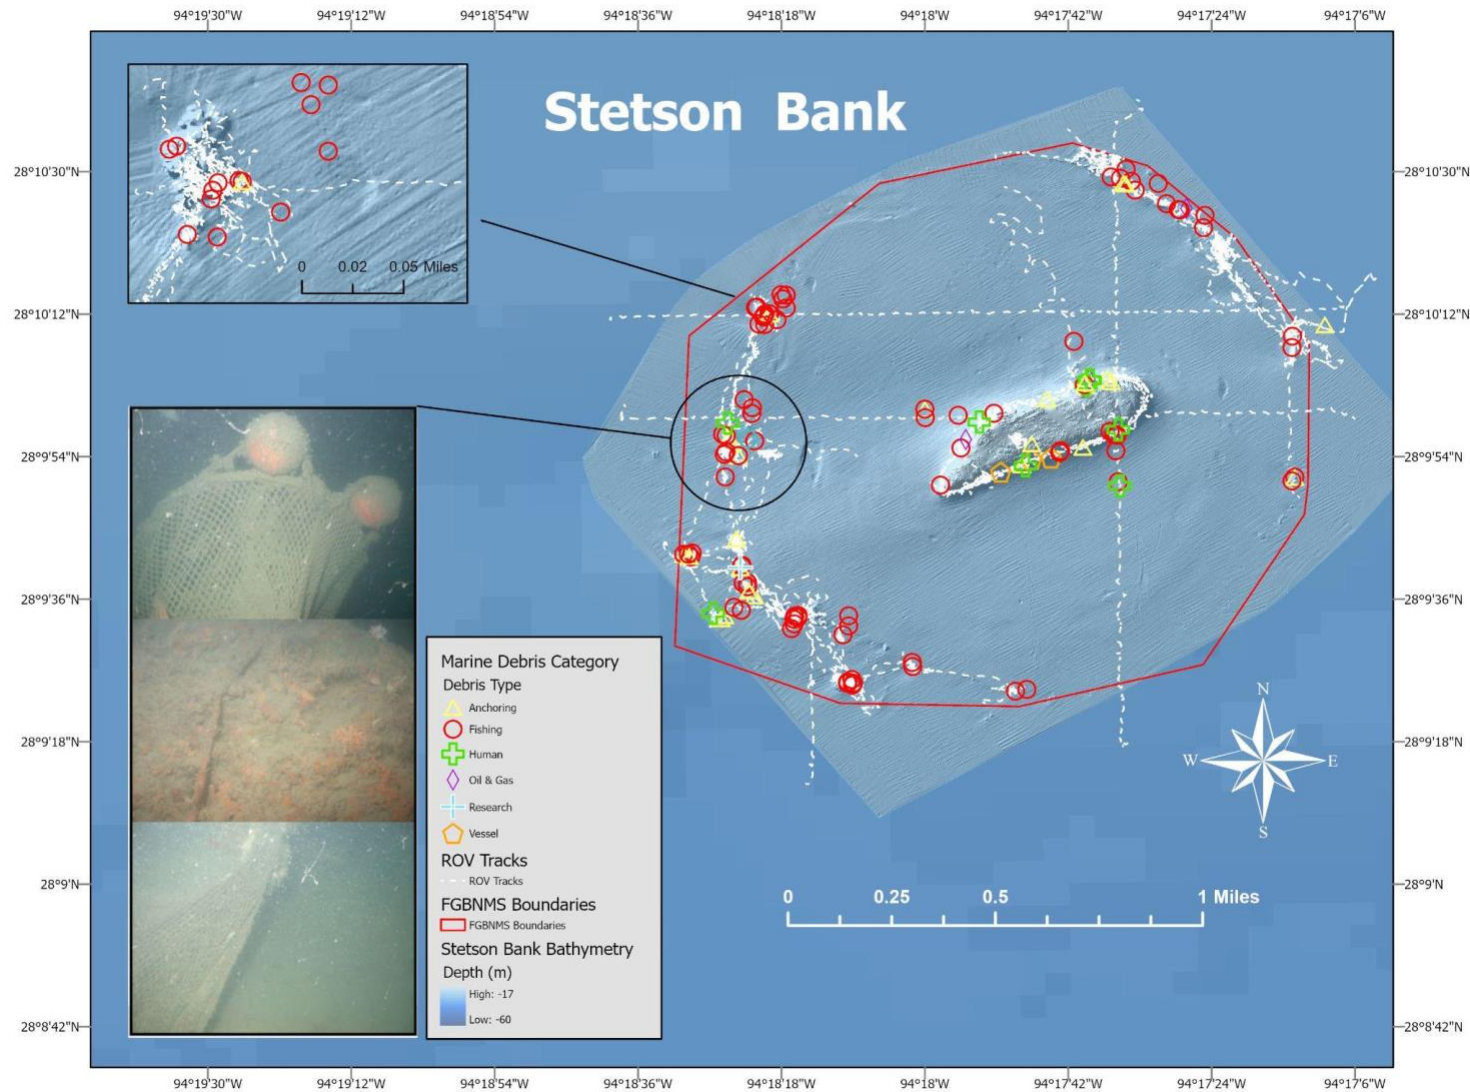 94°19'30"W 94°19'12"W 94°18'54"W 94°18'36"W 94°18'18"W 94°18'W 94°17'42"W 94°17'24"W 94°17'6"W
Stetson Bank
28°10'30"N 28°10'30"N
0 0.02 0.05 Miles
28°10'12"N 28°10'12"N
28°9'54"N 28°9'54"N
28°9'36"N 28°9'36"N
Marine Debris Category
Debris Type
Anchoring
Fishing
Human
Oil & Gas
Research
Vessel
ROV Tracks
ROV Tracks
FGBNMS Boundaries
FGBNMS Boundaries
Stetson Bank Bathymetry
Depth (m)
High: -17
Low: -60
N
W E
S
28°9'18"N 28°9'18"N
28°9'N 28°9'N
0 0.25 0.5 1 Miles
28°8'42"N 28°8'42"N
94°19'30"W 94°19'12"W 94°18'54"W 94°18'36"W 94°18'18"W 94°18'W 94°17'42"W 94°17'24"W 94°17'6"W